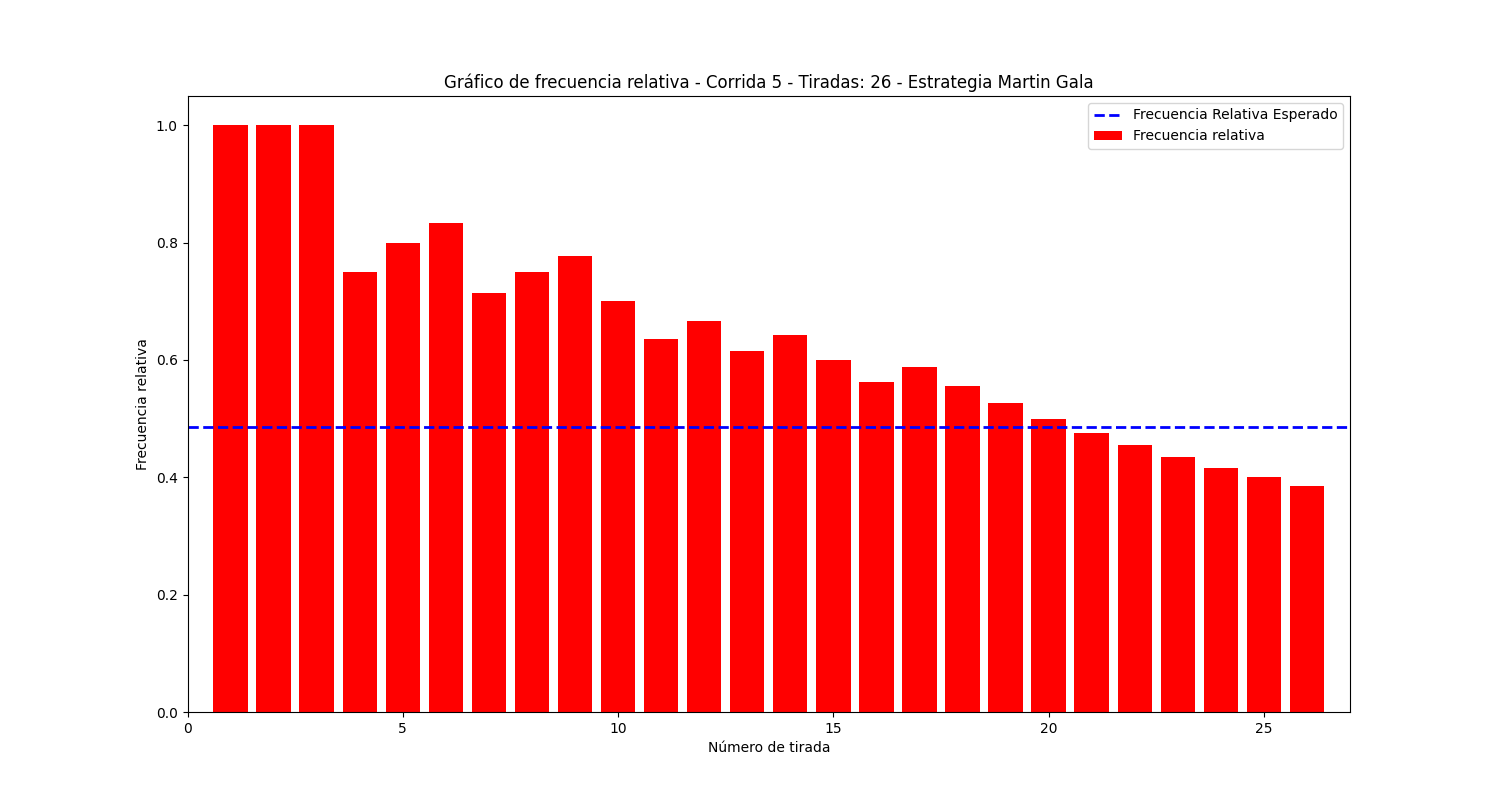 Gráfico de frecuencia relativa - Corrida 5 - Tiradas: 26 - Estrategia Martin Gala
Frecuencia Relativa Esperado
Frecuencia relativa
1.0
0.8
0.6
0.4
0.2
0.0
Frecuencia relativa
0 5 10 15 20 25
Número de tirada